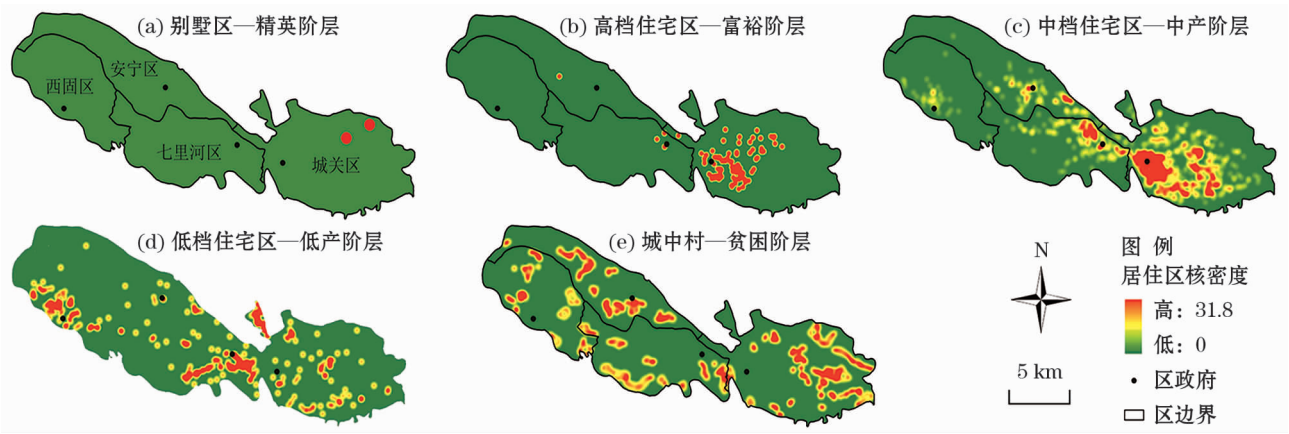 (a) 别墅区—精英阶层
(b) 高档住宅区—富裕阶层
(c) 中档住宅区—中产阶层
安宁区
西固区
七里河区
城关区
(d) 低档住宅区—低产阶层
(e) 城中村—贫困阶层
N
5 km
图 例
居住区核密度
高: 31.8
低: 0
区政府
区边界